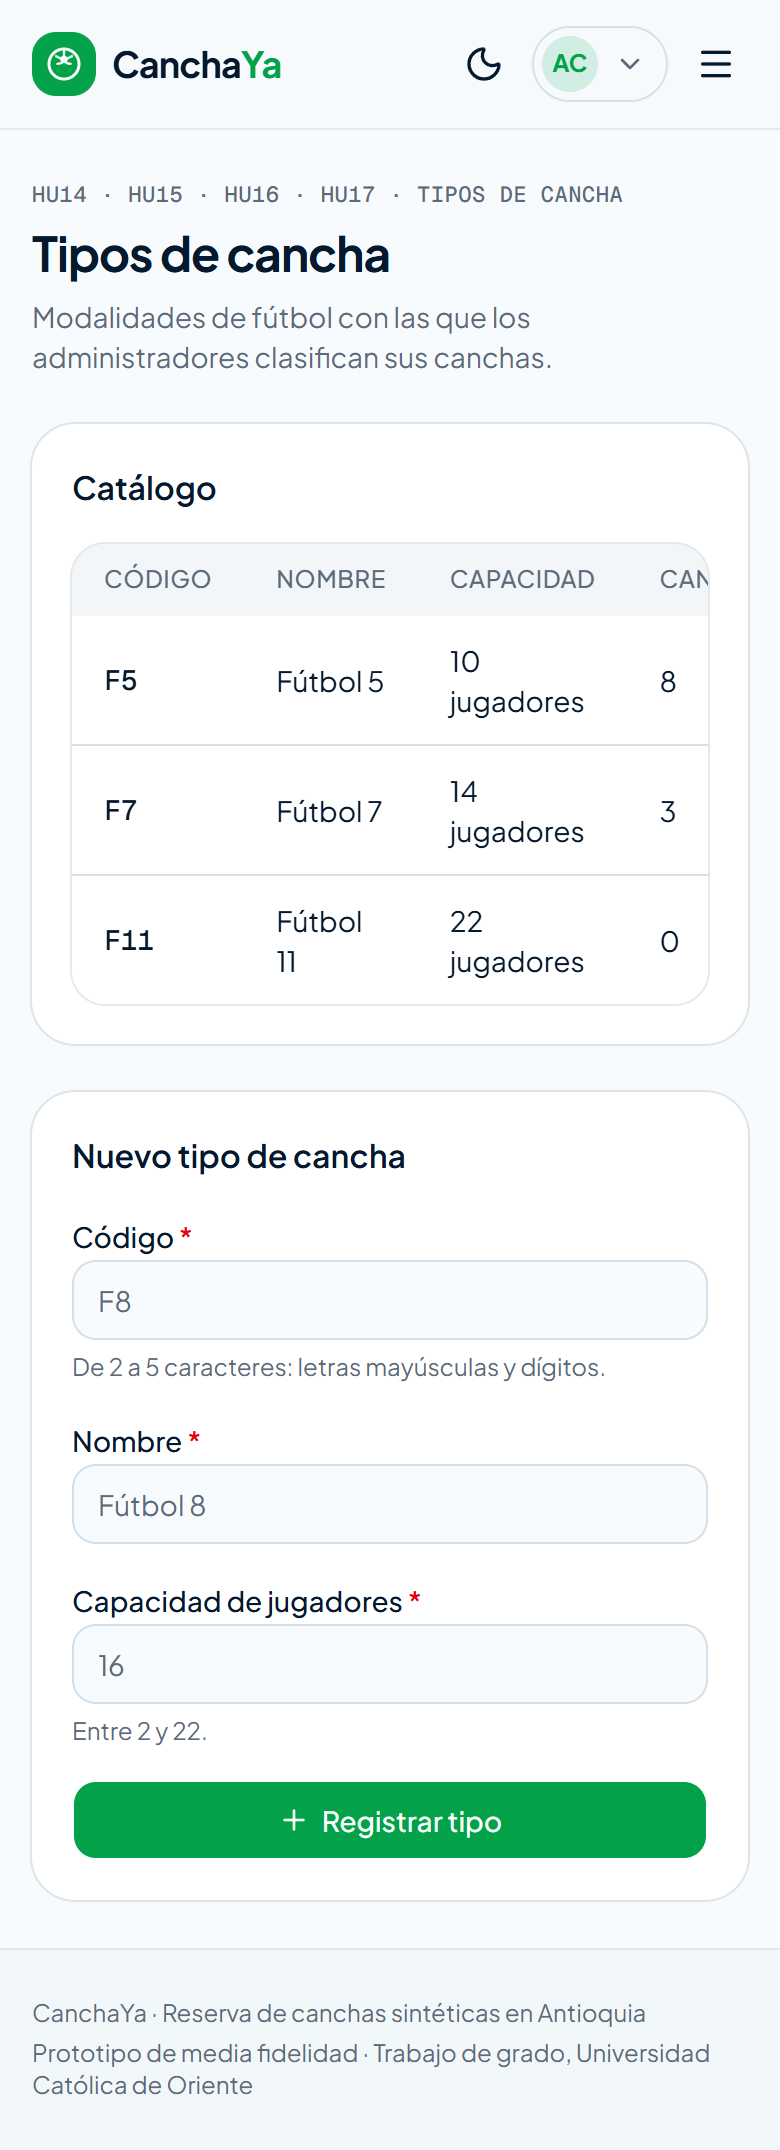 CanchaYa
AC
HU14 · HU15 · HU16 · HU17 · TIPOS DE CANCHA
Tipos de cancha
Modalidades de fútbol con las que los
administradores clasifican sus canchas.
Catálogo
CÓDIGO NOMBRE CAPACIDAD CAN
F5 Fútbol 5 10 jugadores 8
F7 Fútbol 7 14 jugadores 3
F11 Fútbol 11 22 jugadores 0
Nuevo tipo de cancha
Código *
F8
De 2 a 5 caracteres: letras mayúsculas y dígitos.
Nombre *
Fútbol 8
Capacidad de jugadores *
16
Entre 2 y 22.
+ Registrar tipo
CanchaYa · Reserva de canchas sintéticas en Antioquia
Prototipo de media fidelidad · Trabajo de grado, Universidad
Católica de Oriente